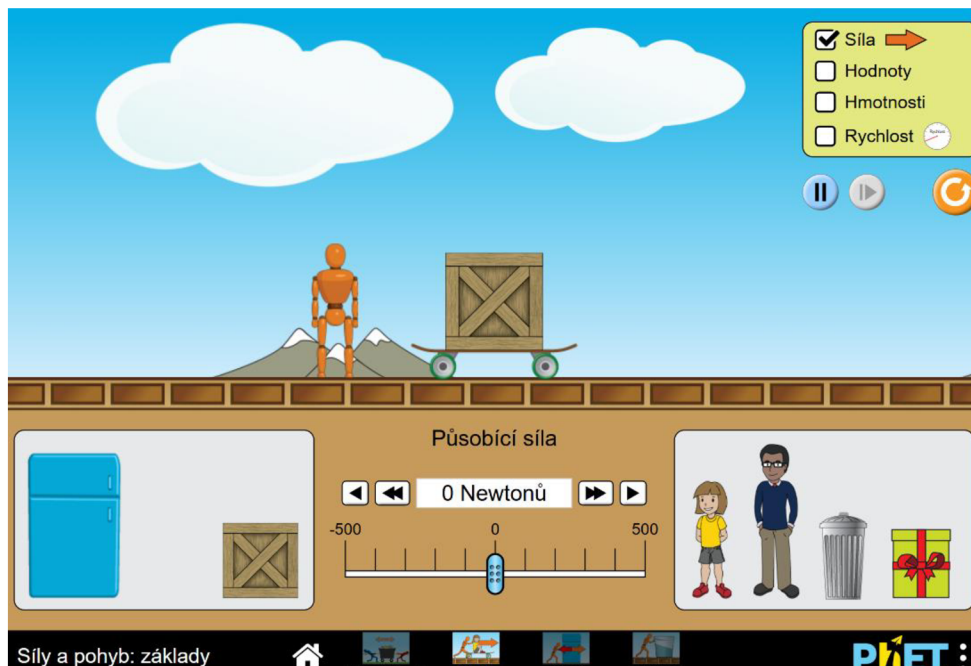 Síla
Hodnoty
Hmotnosti
Rychlost
Působící síla
0 Newtonů
-500 0 500
Síly a pohyb: základy
PhET